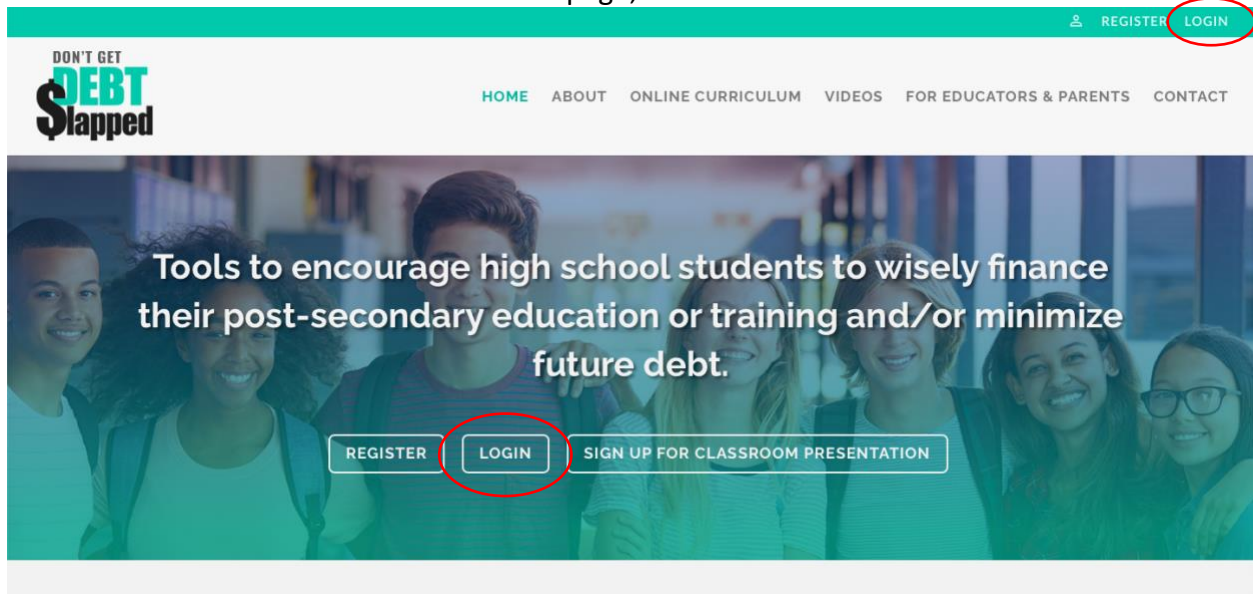 page,
REGISTER LOGIN
DON'T GET
DEBT
$lapped
HOME ABOUT ONLINE CURRICULUM VIDEOS FOR EDUCATORS & PARENTS CONTACT
Tools to encourage high school students to wisely finance
their post-secondary education or training and/or minimize
future debt.
REGISTER LOGIN SIGN UP FOR CLASSROOM PRESENTATION